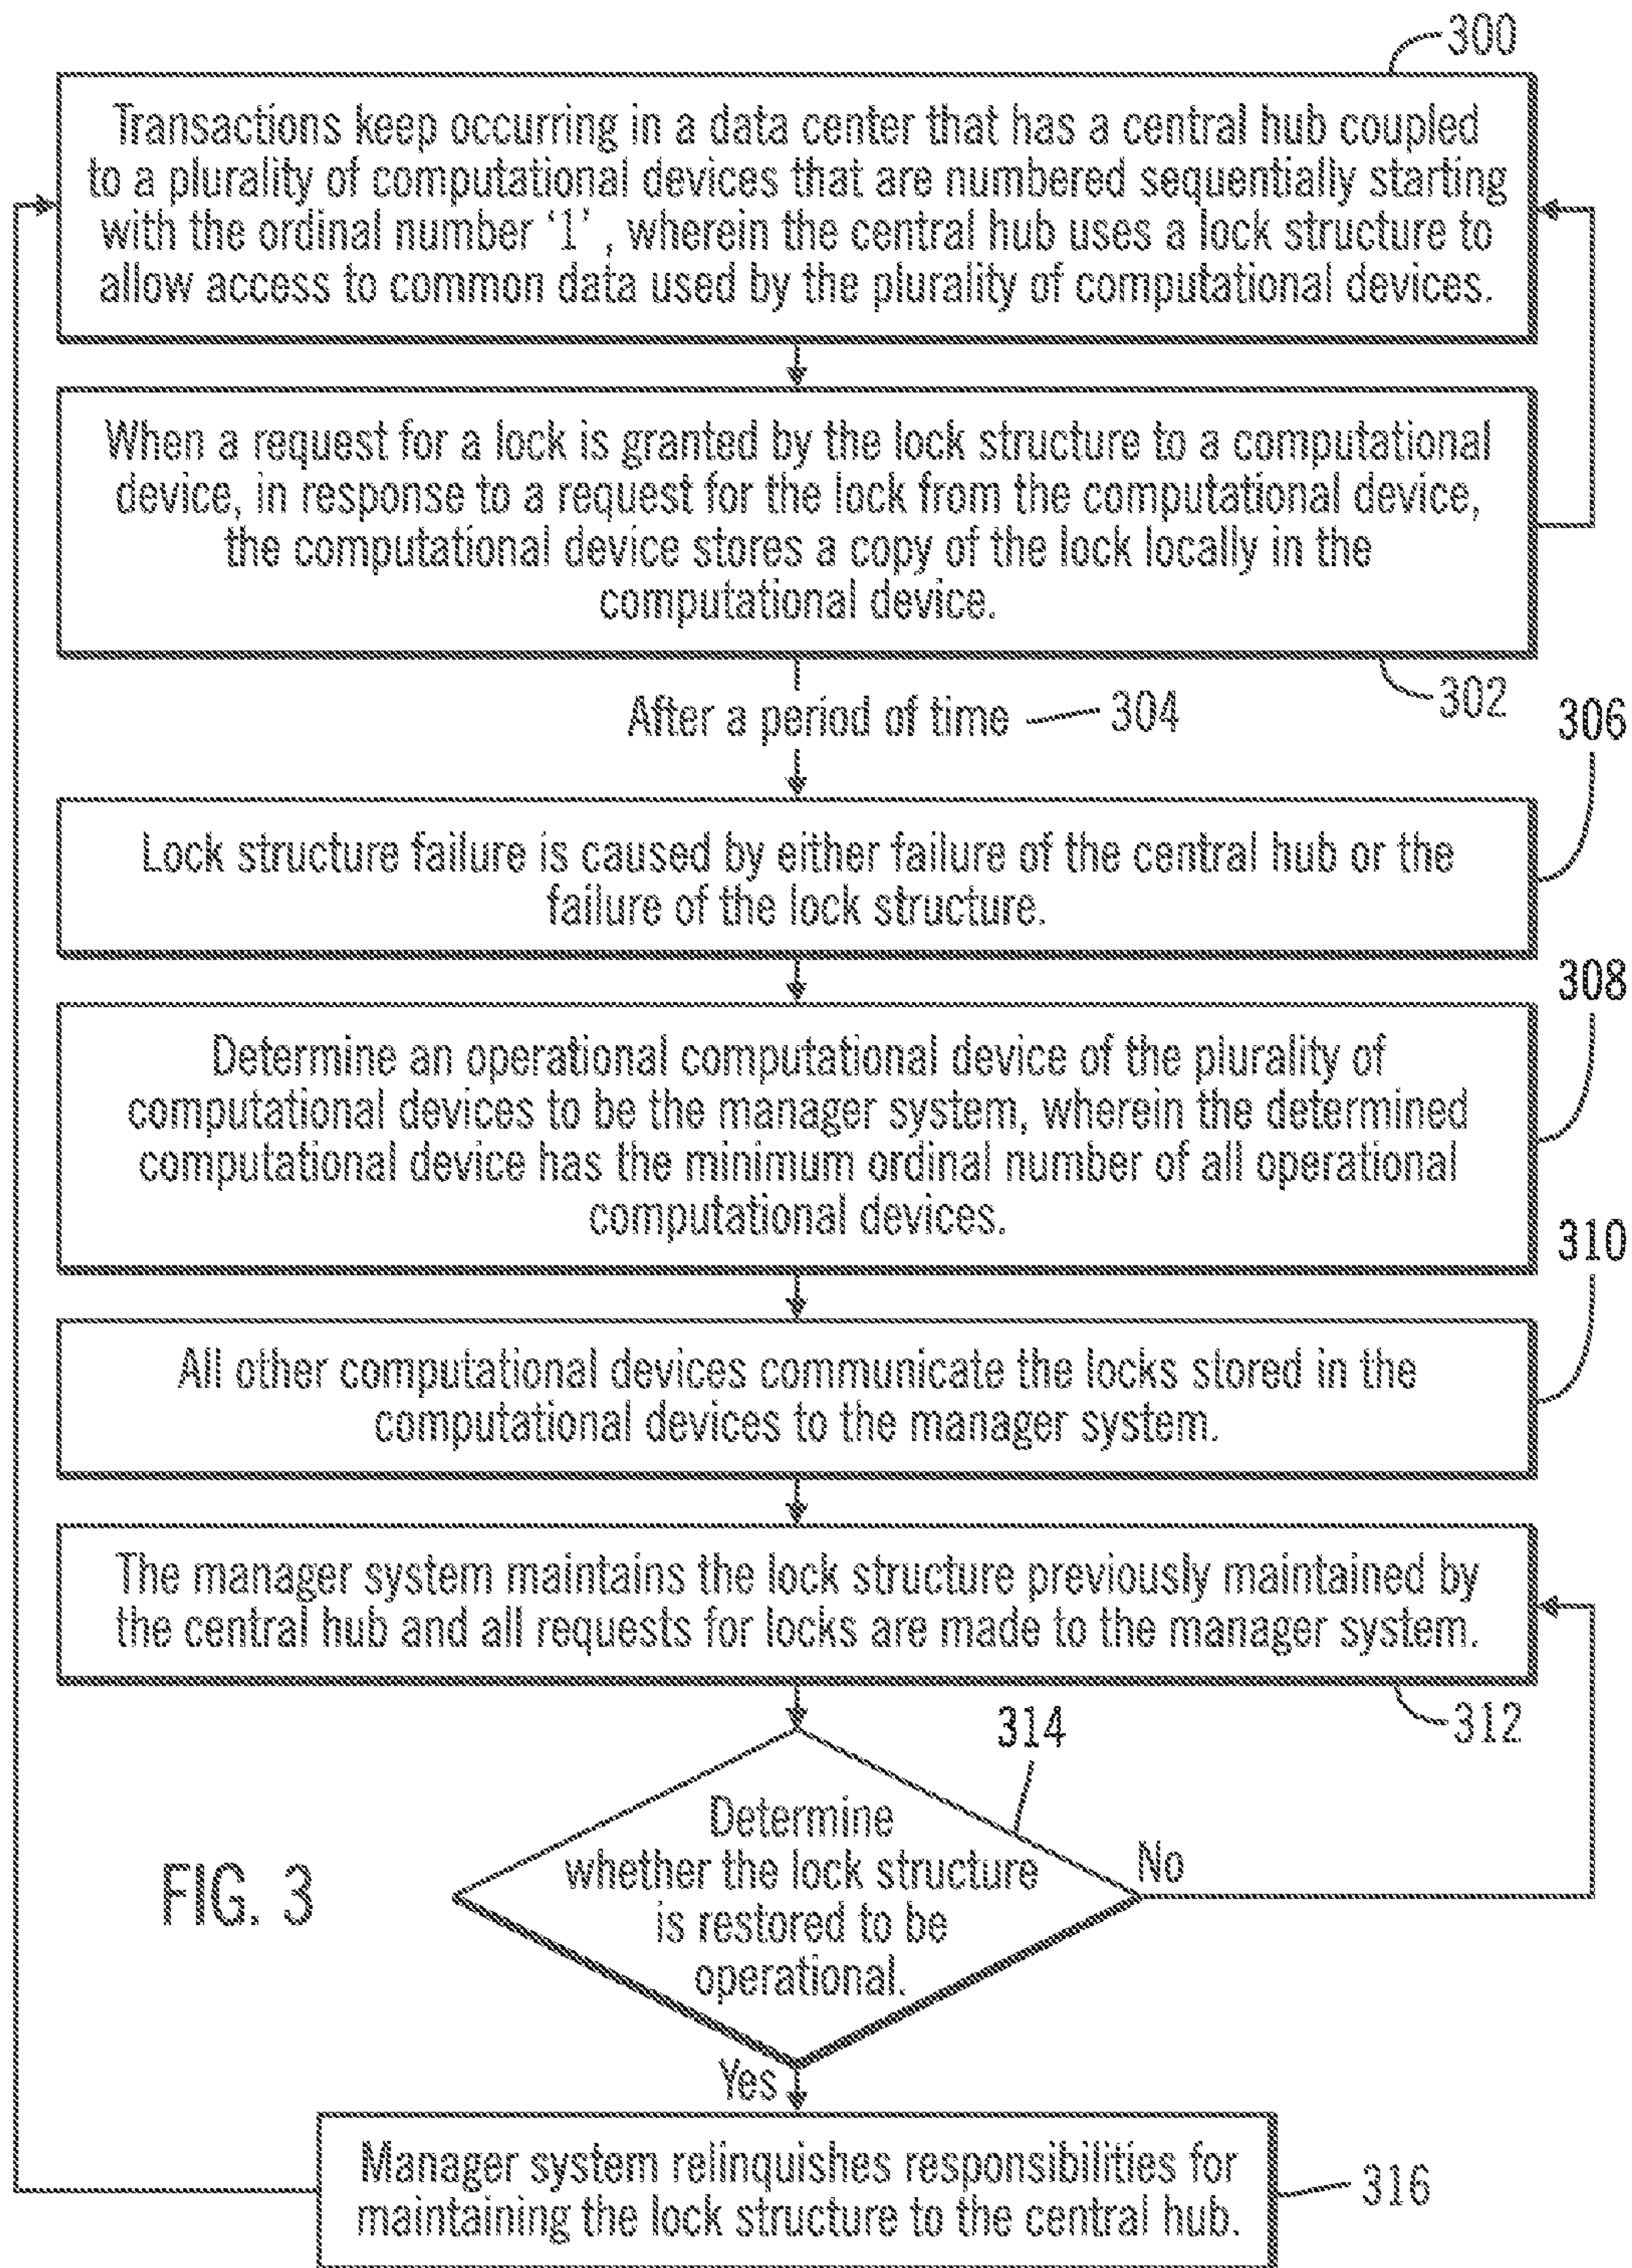 300
Transactions keep occurring in a data center that has a central hub coupled
to a plurality of computational devices that are numbered sequentially starting
with the ordinal number ‘1’ , wherein the central hub uses a lock structure to
allow access to common data used by the plurality of computational devices.
When a request for a lock is granted by the lock structure to a computational
device, in response to a request for the lock from the computational device,
the computational device stores a copy of the lock locally in the
computational device.
302
After a period of time
304
306
Lock structure failure is caused by either failure of the central hub or the
failure of the lock structure.
308
Determine an operational computational device of the plurality of
computational devices to be the manager system, wherein the determined
computational device has the minimum ordinal number of all operational
computational devices.
310
All other computational devices communicate the locks stored in the
computational devices to the manager system.
The manager system maintains the lock structure previously maintained by
the central hub and all requests for locks are made to the manager system.
312
314
Determine
whether the lock structure
is restored to be
operational.
No
FIG. 3
Yes
Manager system relinquishes responsibilities for
maintaining the lock structure to the central hub.
316